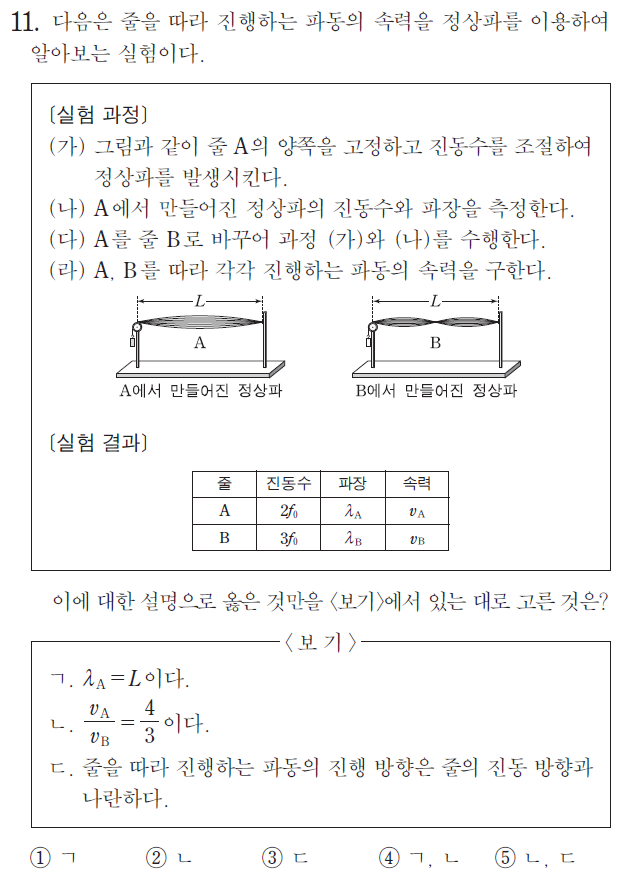 11. 다음은 줄을 따라 진행하는 파동의 속력을 정상파를 이용하여
알아보는 실험이다.
〔실험 과정〕
(가) 그림과 같이 줄 A의 양쪽을 고정하고 진동수를 조절하여
정상파를 발생시킨다.
(나) A에서 만들어진 정상파의 진동수와 파장을 측정한다.
(다) A를 줄 B로 바꾸어 과정 (가)와 (나)를 수행한다.
(라) A, B를 따라 각각 진행하는 파동의 속력을 구한다.
L L
A B
A에서 만들어진 정상파 B에서 만들어진 정상파
〔실험 결과〕
줄 진동수 파장 속력
A 2f₀ λ_A v_A
B 3f₀ λ_B v_B
이에 대한 설명으로 옳은 것만을 〈보기〉에서 있는 대로 고른 것은?
〈 보 기 〉
ㄱ. λ_A = L이다.
ㄴ. v_A/v_B = 4/3 이다.
ㄷ. 줄을 따라 진행하는 파동의 진행 방향은 줄의 진동 방향과
나란하다.
① ㄱ ② ㄴ ③ ㄷ ④ ㄱ, ㄴ ⑤ ㄴ, ㄷ